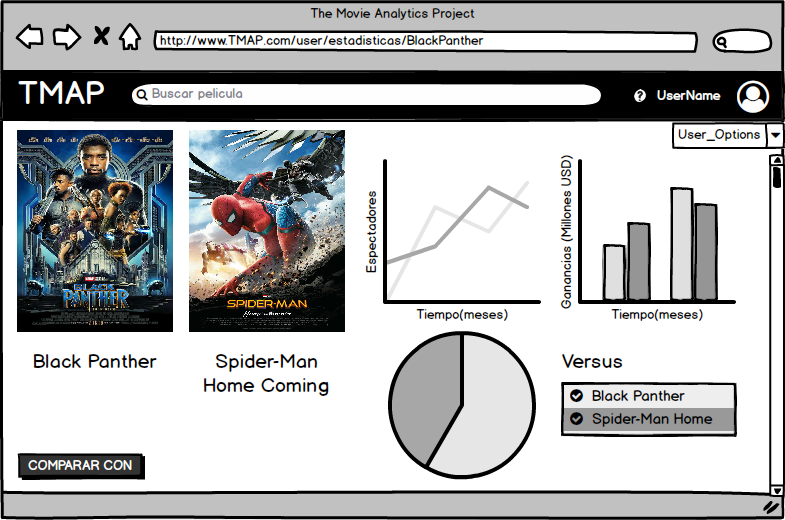 The Movie Analytics Project
http://www.TMAP.com/user/estadisticas/BlackPanther
TMAP
Buscar pelicula
UserName
User_Options
MARVEL STUDIOS
BLACK PANTHER
SPIDER-MAN
Black Panther
Spider-Man
Home Coming
Espectadores
Tiempo(meses)
Ganancias (Millones USD)
Tiempo(meses)
Versus
Black Panther
Spider-Man Home
COMPARAR CON